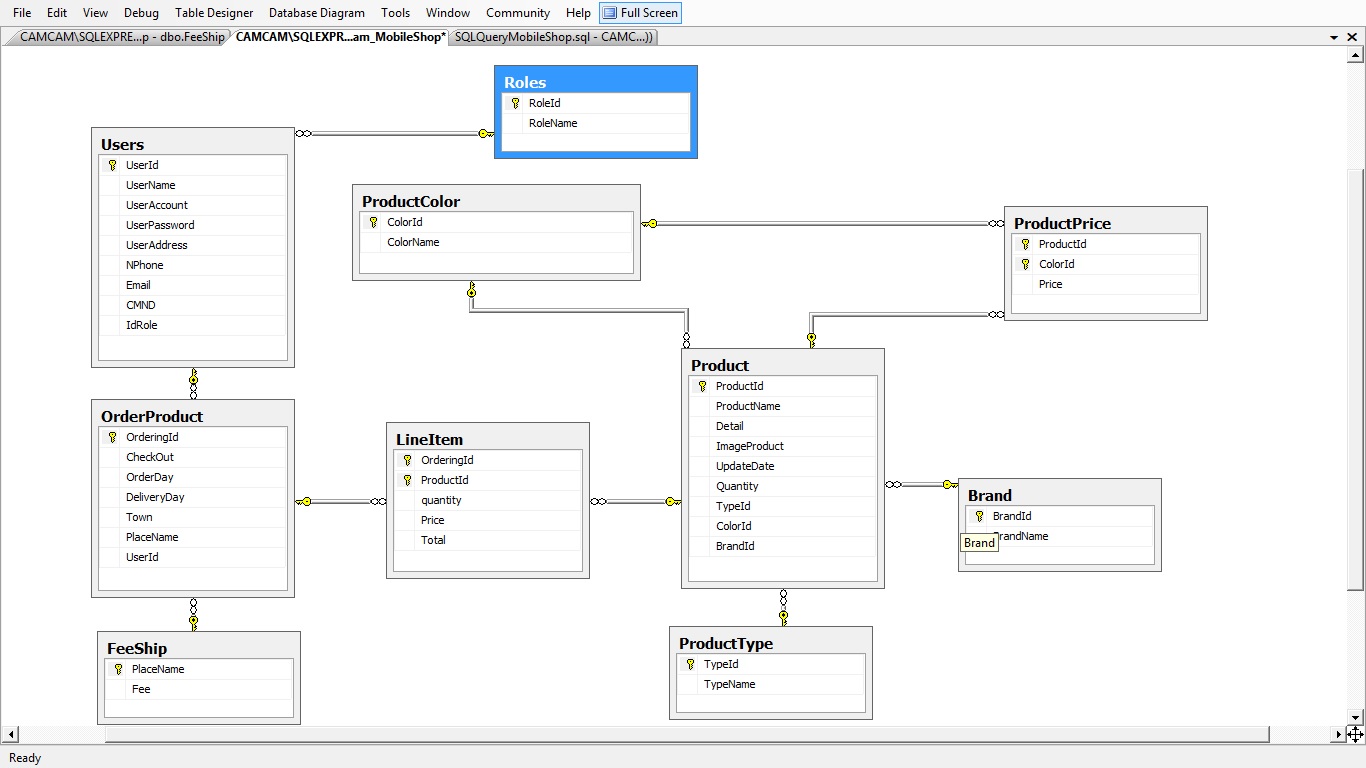 File Edit View Debug Table Designer Database Diagram Tools Window Community Help Full Screen
CAMCAM\SQLEXPRE...p - dbo.FeeShip CAMCAM\SQLEXPR...am_MobileShop* SQLQueryMobileShop.sql - CAMC...))
Roles
RoleId
RoleName
Users
UserId
UserName
UserAccount
UserPassword
UserAddress
NPhone
Email
CMND
IdRole
ProductColor
ColorId
ColorName
ProductPrice
ProductId
ColorId
Price
Product
ProductId
ProductName
Detail
ImageProduct
UpdateDate
Quantity
TypeId
ColorId
BrandId
OrderProduct
OrderingId
CheckOut
OrderDay
DeliveryDay
Town
PlaceName
UserId
LineItem
OrderingId
ProductId
quantity
Price
Total
Brand
BrandId
BrandName
Brand
FeeShip
PlaceName
Fee
ProductType
TypeId
TypeName
Ready